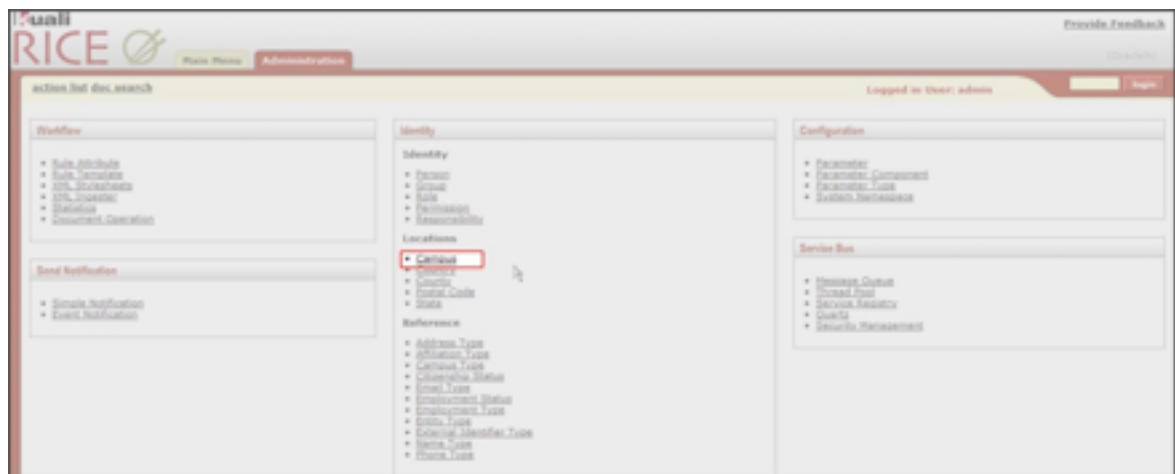 Kuali
RICE
Provide Feedback
Main Menu
Administration
action list doc search
Logged in User: admin
login
Workflow
Rule Attribute
Rule Template
XML Stylesheets
XML Ingester
Statistics
Document Operation
Send Notification
Simple Notification
Event Notification
Identity
Identity
Person
Group
Role
Permission
Responsibility
Locations
Campus
Country
County
Postal Code
State
Reference
Address Type
Affiliation Type
Campus Type
Citizenship Status
Email Type
Employment Status
Employment Type
Entity Type
External Identifier Type
Name Type
Phone Type
Configuration
Parameter
Parameter Component
Parameter Type
System Namespace
Service Bus
Message Queue
Thread Pool
Service Registry
Quartz
Security Management